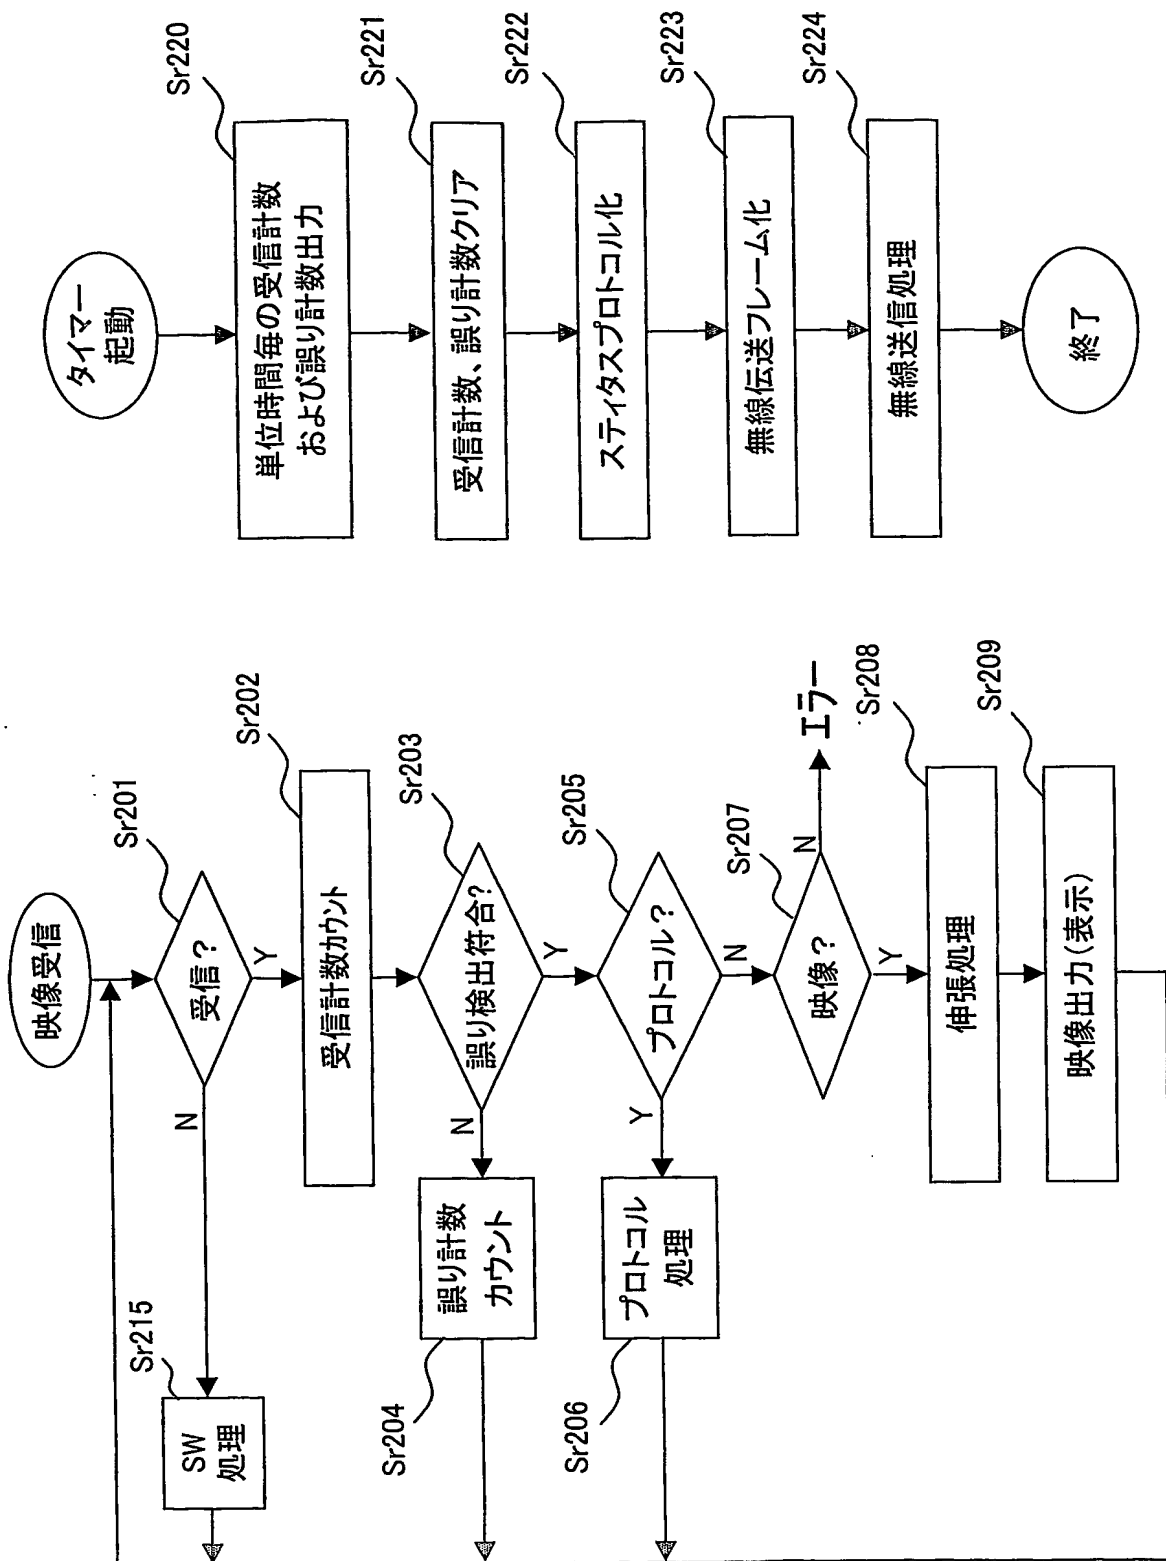 映像受信
受信？
Sr201
Y
N
SW
処理
Sr215
受信計数カウント
Sr202
誤り検出符合？
Sr203
Y
N
誤り計数
カウント
Sr204
プロトコル？
Sr205
Y
N
プロトコル
処理
Sr206
映像？
Sr207
N
エラー
Y
伸張処理
Sr208
映像出力（表示）
Sr209
タイマー
起動
単位時間毎の受信計数
および誤り計数出力
Sr220
受信計数、誤り計数クリア
Sr221
スティタスプロトコル化
Sr222
無線伝送フレーム化
Sr223
無線送信処理
Sr224
終了